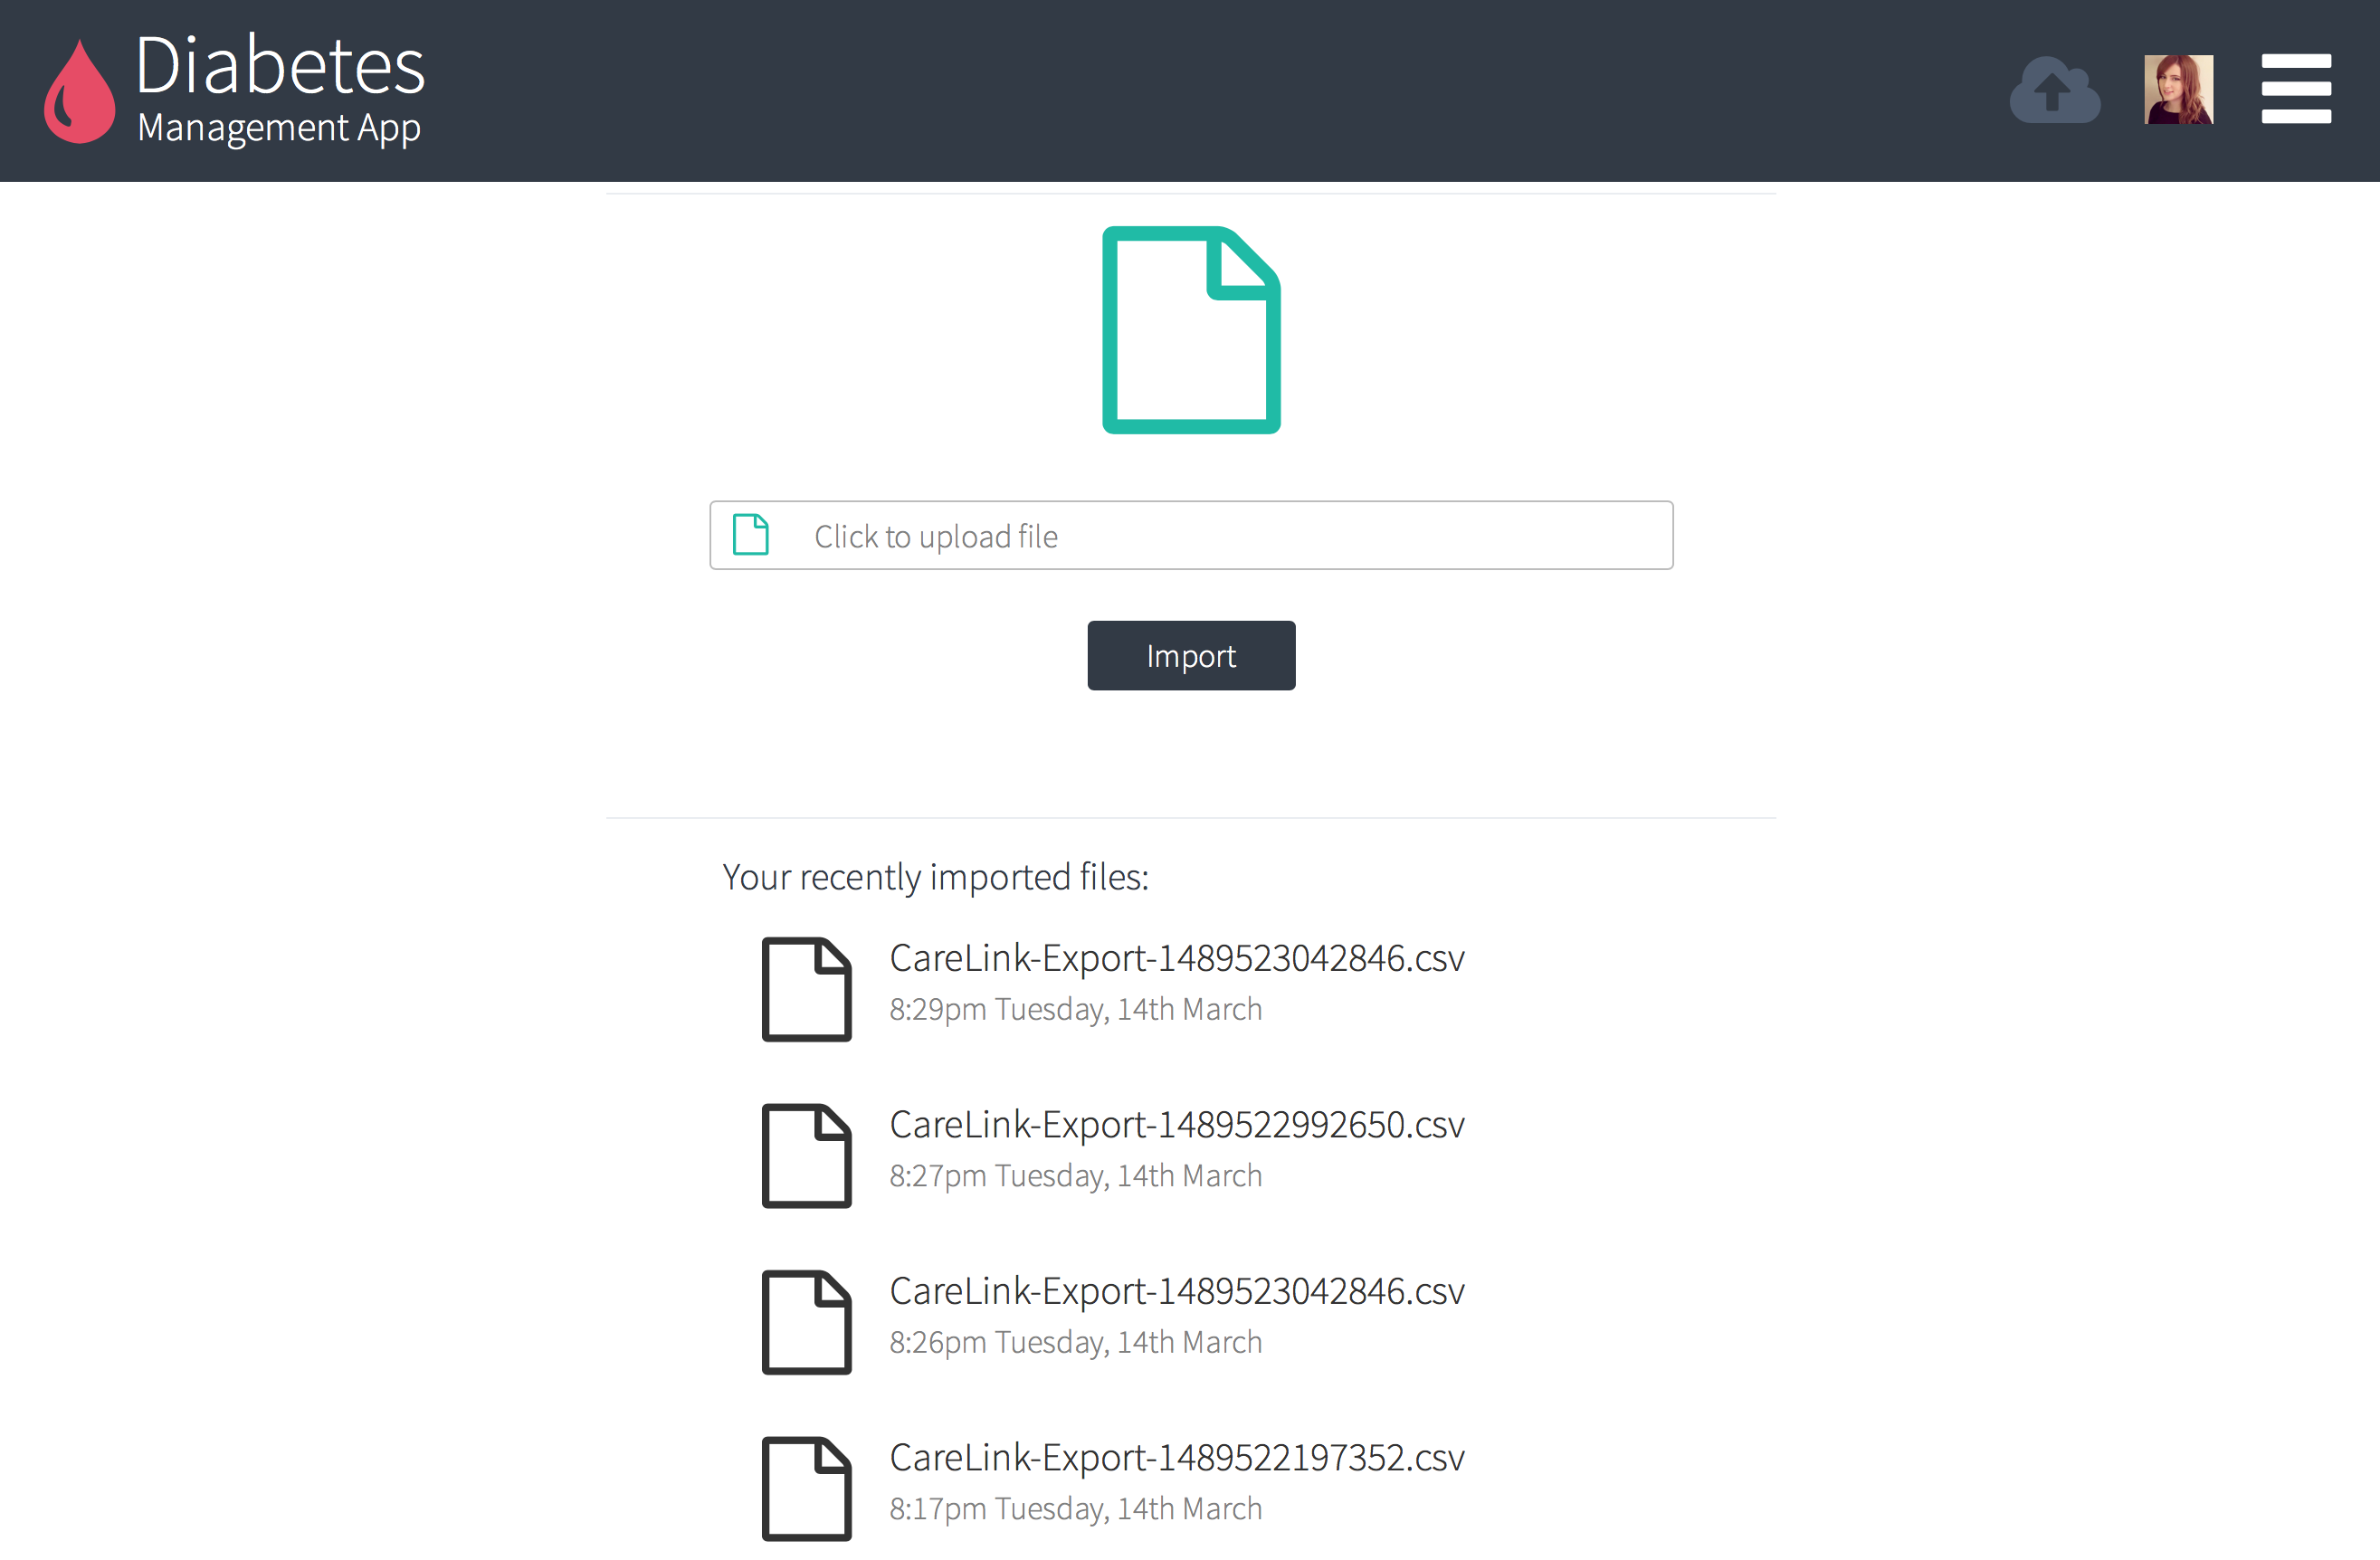 Diabetes
Management App
Click to upload file
Import
Your recently imported files:
CareLink-Export-1489523042846.csv
8:29pm Tuesday, 14th March
CareLink-Export-1489522992650.csv
8:27pm Tuesday, 14th March
CareLink-Export-1489523042846.csv
8:26pm Tuesday, 14th March
CareLink-Export-1489522197352.csv
8:17pm Tuesday, 14th March